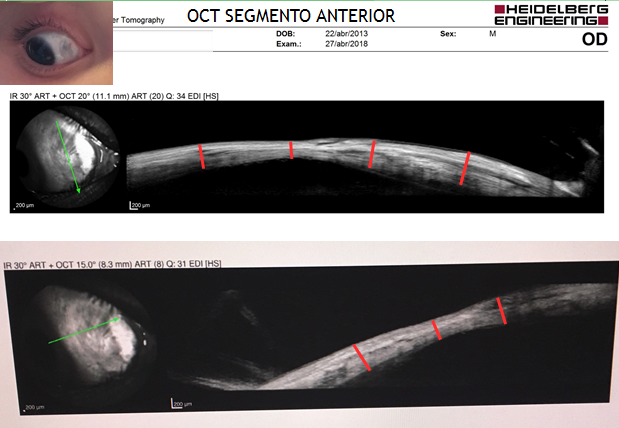 er Tomography
OCT SEGMENTO ANTERIOR
HEIDELBERG
ENGINEERING
DOB: 22/abr/2013 Sex: M
Exam.: 27/abr/2018
OD
IR 30° ART + OCT 20° (11.1 mm) ART (20) Q: 34 EDI [HS]
200 µm
200 µm
IR 30° ART + OCT 15.0° (8.3 mm) ART (8) Q: 31 EDI [HS]
200 µm
200 µm